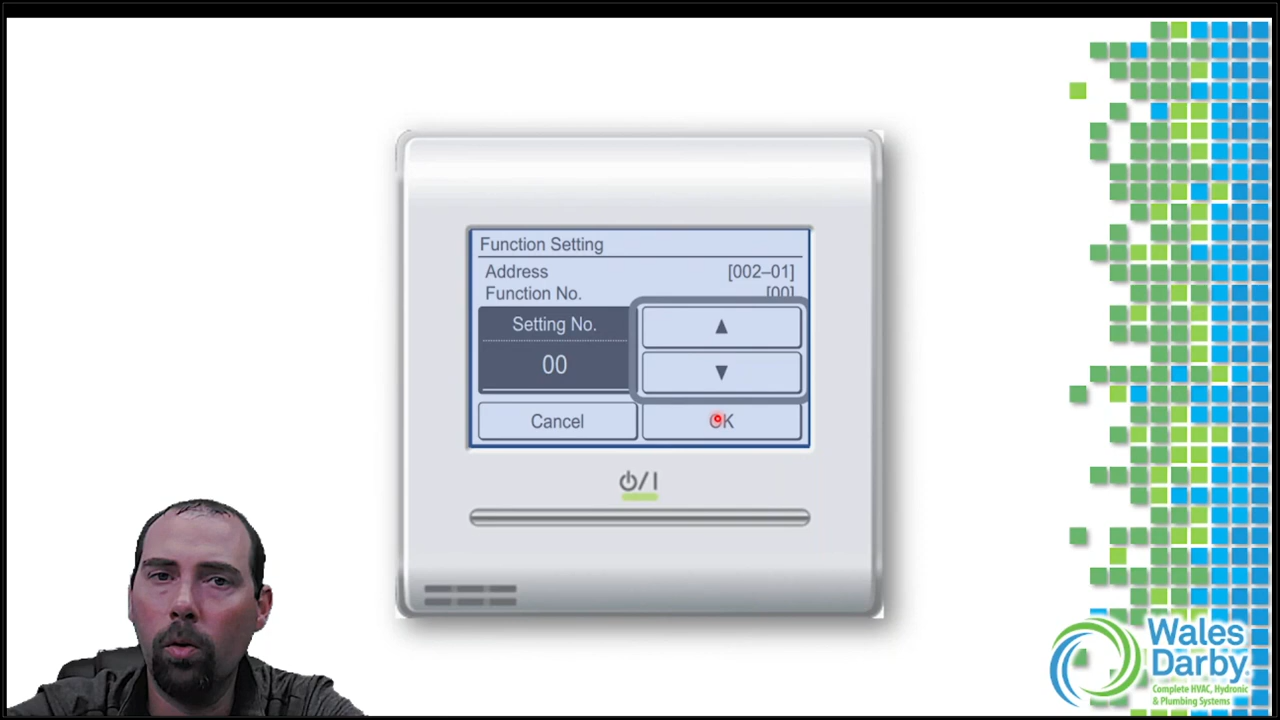 Function Setting
Address [002–01]
Function No. [00]
Setting No.
00
▲
▼
Cancel OK
Wales
Darby
Complete HVAC, Hydronic
& Plumbing Systems